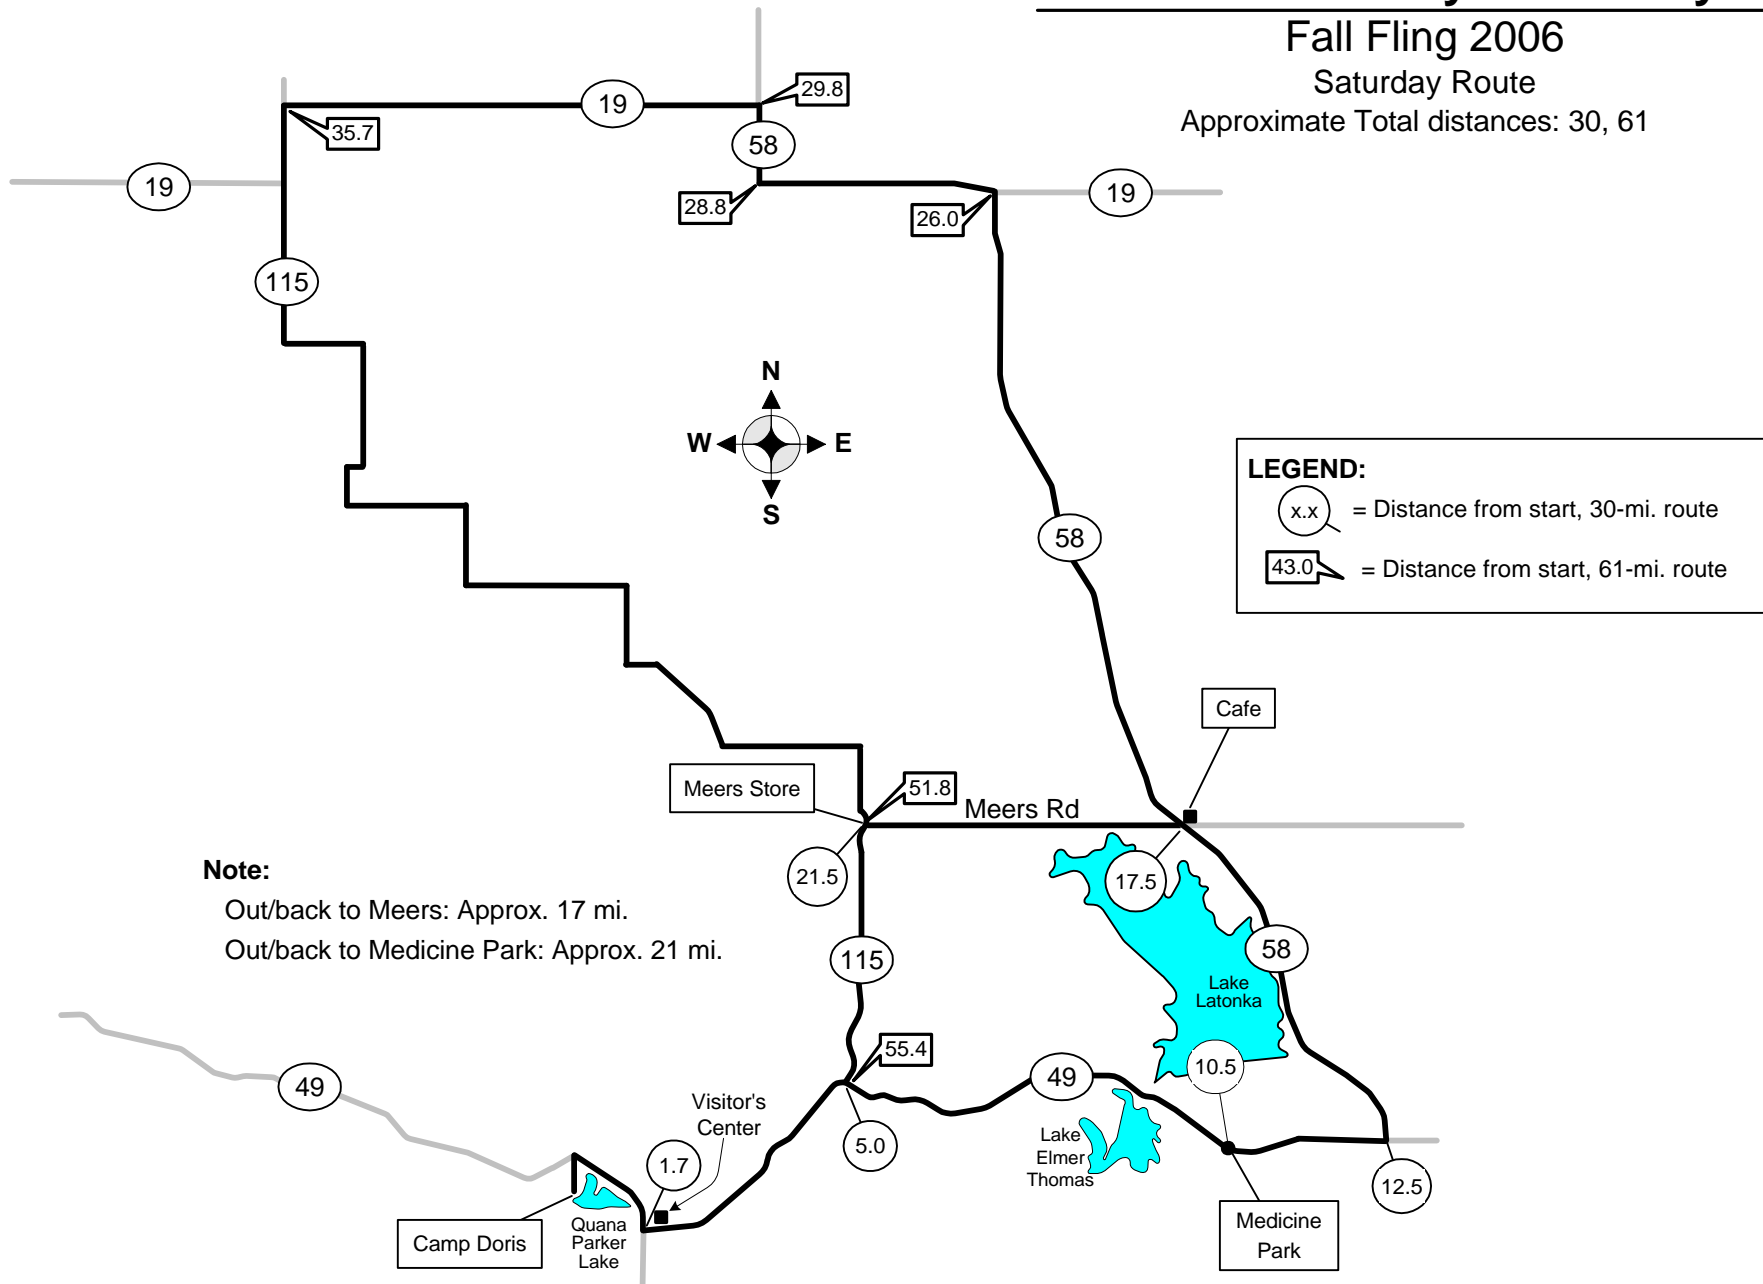 Fall Fling 2006
Saturday Route
Approximate Total distances: 30, 61
29.8
19
35.7
58
19
28.8
26.0
19
115
N
W
E
S
LEGEND:
x.x = Distance from start, 30-mi. route
43.0 = Distance from start, 61-mi. route
58
Cafe
Meers Store
51.8
Meers Rd
21.5
17.5
Note:
Out/back to Meers: Approx. 17 mi.
Out/back to Medicine Park: Approx. 21 mi.
115
58
Lake
Latonka
55.4
10.5
49
49
Visitor's
Center
5.0
Lake
Elmer
Thomas
1.7
12.5
Camp Doris
Quana
Parker
Lake
Medicine
Park